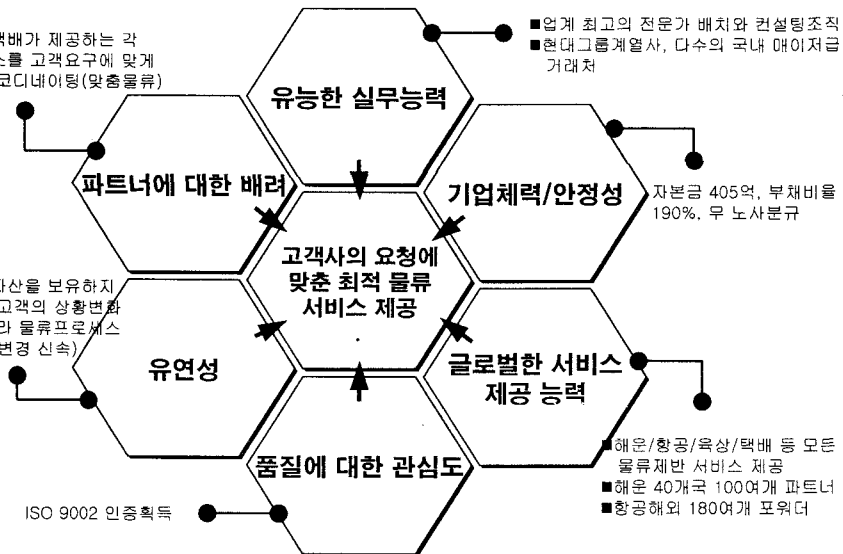 택배가 제공하는 각
스를 고객요구에 맞게
코디네이팅(맞춤물류)
■업계 최고의 전문가 배치와 컨설팅조직
■현대그룹계열사, 다수의 국내 메이저급
거래처
유능한 실무능력
파트너에 대한 배려
기업체력/안정성
자본금 405억, 부채비율
190%, 무 노사분규
고객사의 요청에
맞춘 최적 물류
서비스 제공
자산을 보유하지
고객의 상황변화
라 물류프로세스
변경 신속)
유연성
글로벌한 서비스
제공 능력
■해운/항공/육상/택배 등 모든
물류제반 서비스 제공
■해운 40개국 100여개 파트너
■항공해외 180여개 포워더
품질에 대한 관심도
ISO 9002 인증획득